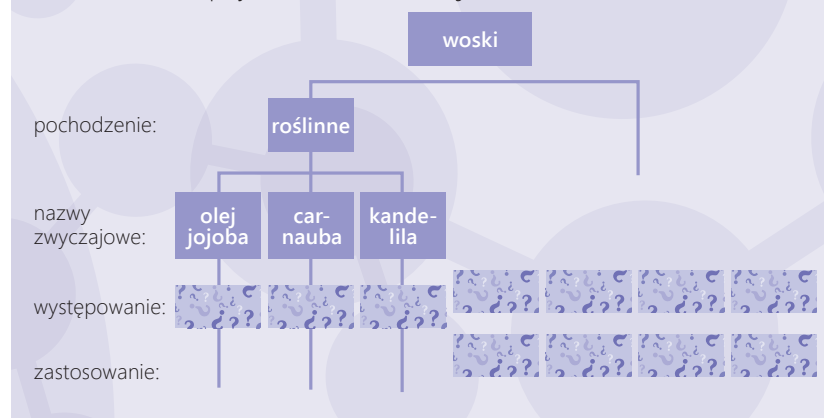 woski
pochodzenie:
roślinne
nazwy
zwyczajowe:
olej
jojoba
car-
nauba
kande-
lila
występowanie:
zastosowanie: